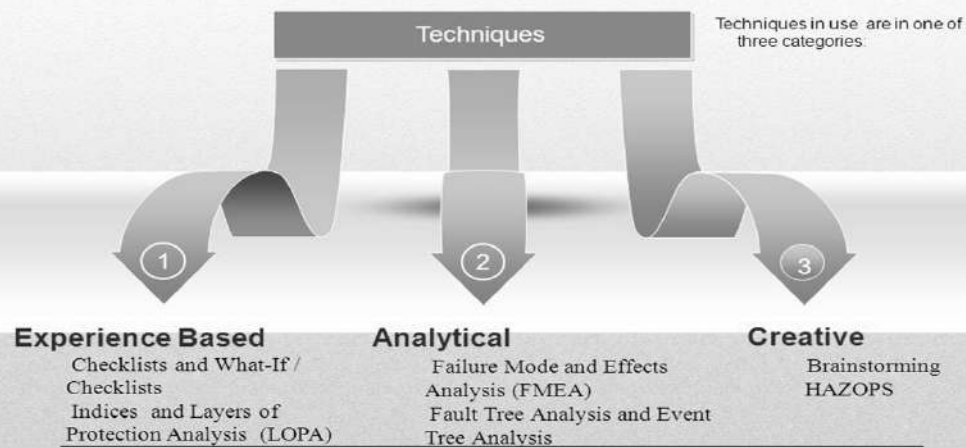 Techniques
Techniques in use are in one of
three categories:
1
2
3
Experience Based
Checklists and What-If /
Checklists
Indices and Layers of
Protection Analysis (LOPA)
Analytical
Failure Mode and Effects
Analysis (FMEA)
Fault Tree Analysis and Event
Tree Analysis
Creative
Brainstorming
HAZOPS